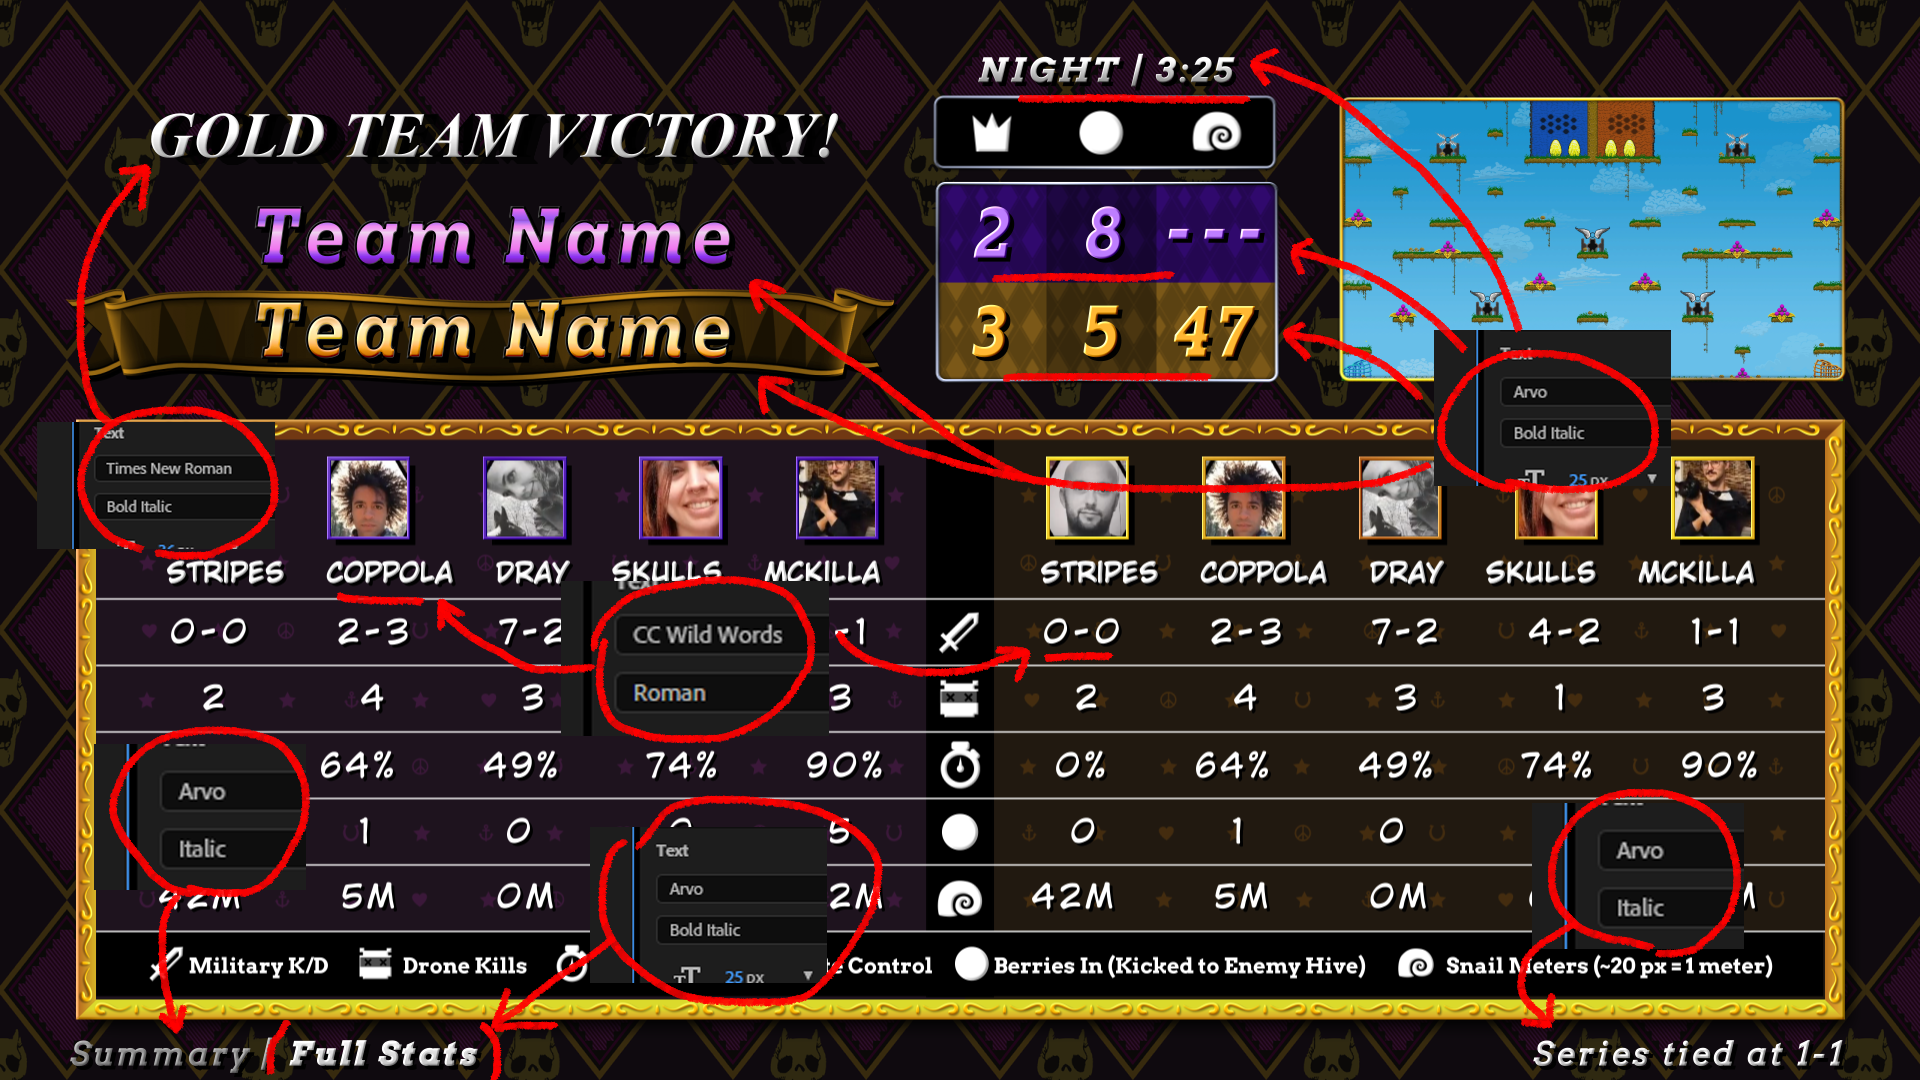 NIGHT | 3:25
GOLD TEAM VICTORY!
Team Name
Team Name
2 8 ---
3 5 47
Text
Arvo
Bold Italic
25 px
Text
Times New Roman
Bold Italic
STRIPES COPPOLA DRAY SKULLS MCKILLA STRIPES COPPOLA DRAY SKULLS MCKILLA
0-0 2-3 7-2 -1 0-0 2-3 7-2 4-2 1-1
CC Wild Words
Roman
2 4 3 3 2 4 3 1 3
64% 49% 74% 90% 0% 64% 49% 74% 90%
Arvo
Italic
1 0 0 5 0 1 0
Text
Arvo
Bold Italic
25 px
Arvo
Italic
42M 5M 0M 2M 42M 5M 0M M
Military K/D Drone Kills Control Berries In (Kicked to Enemy Hive) Snail Meters (~20 px = 1 meter)
Summary | Full Stats
Series tied at 1-1